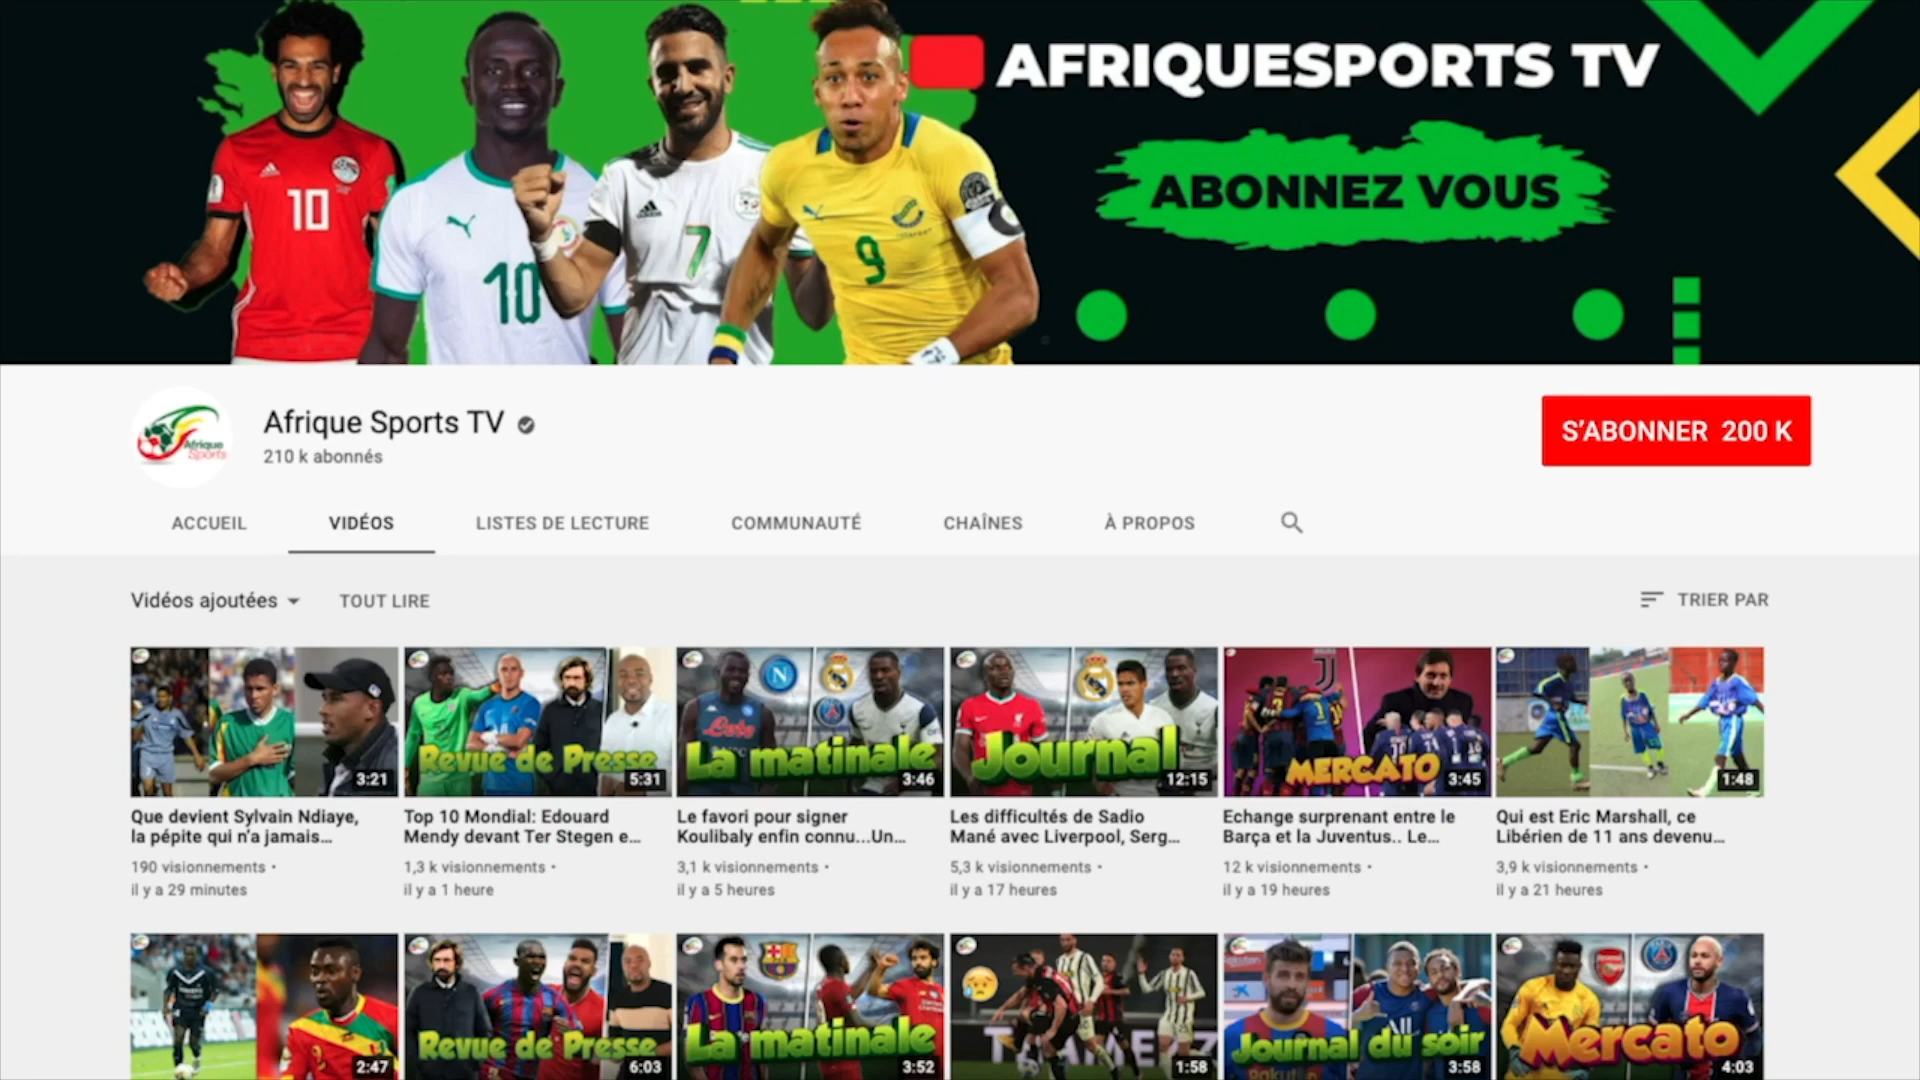 AFRIQUESPORTS TV
ABONNEZ VOUS
10
10
7
9
Afrique Sports
Afrique Sports TV
210 k abonnés
S'ABONNER 200 K
ACCUEIL VIDÉOS LISTES DE LECTURE COMMUNAUTÉ CHAÎNES À PROPOS
Vidéos ajoutées TOUT LIRE TRIER PAR
3:21
Revue de Presse 5:31
La matinale 3:46
Journal 12:15
MERCATO 3:45
1:48
Que devient Sylvain Ndiaye,
la pépite qui n'a jamais...
190 visionnements •
il y a 29 minutes
Top 10 Mondial: Edouard
Mendy devant Ter Stegen e...
1,3 k visionnements •
il y a 1 heure
Le favori pour signer
Koulibaly enfin connu...Un...
3,1 k visionnements •
il y a 5 heures
Les difficultés de Sadio
Mané avec Liverpool, Serg...
5,3 k visionnements •
il y a 17 heures
Echange surprenant entre le
Barça et la Juventus.. Le...
12 k visionnements •
il y a 19 heures
Qui est Eric Marshall, ce
Libérien de 11 ans devenu...
3,9 k visionnements •
il y a 21 heures
2:47
Revue de Presse 6:03
La matinale 3:52
1:58
Journal du soir 3:58
Mercato 4:03